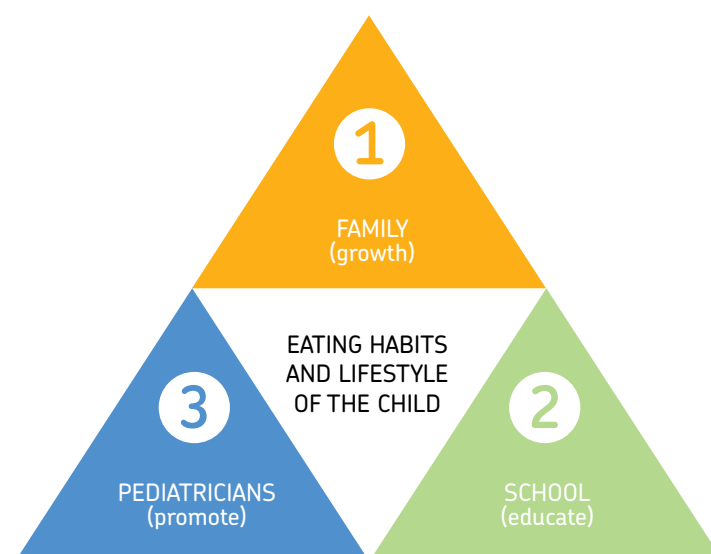 1
FAMILY
(growth)
EATING HABITS
AND LIFESTYLE
OF THE CHILD
3
PEDIATRICIANS
(promote)
2
SCHOOL
(educate)